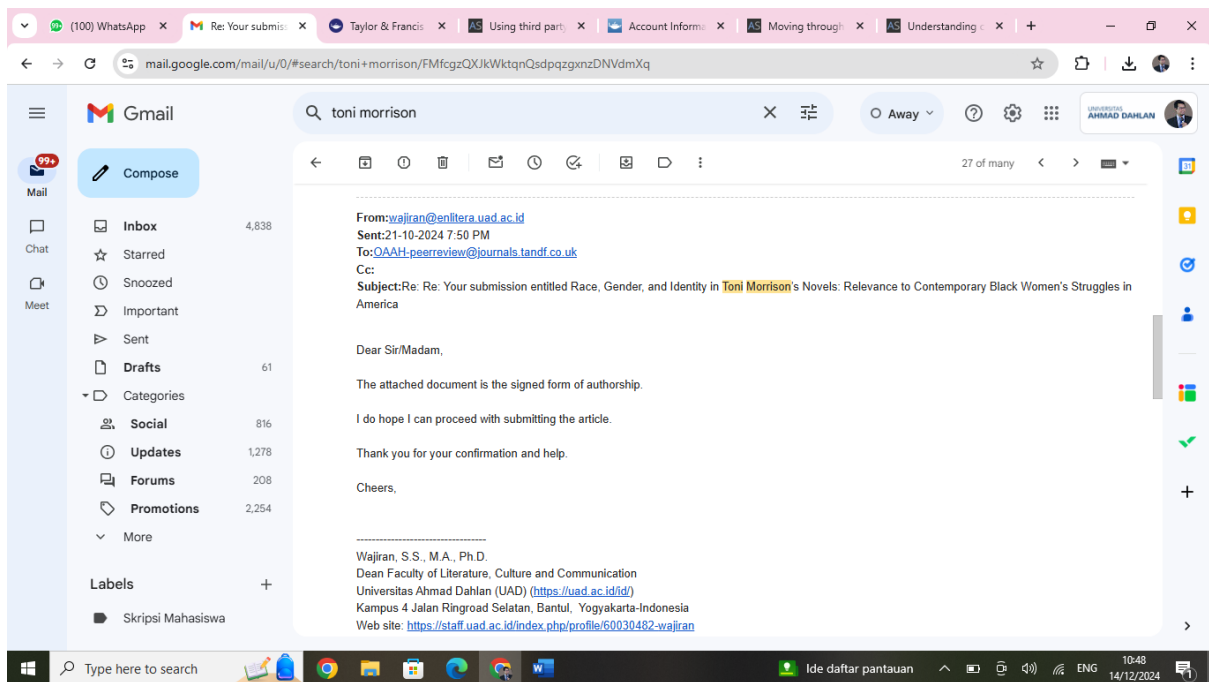 (100) WhatsApp
Re: Your submiss
Taylor & Francis
Using third party
Account Informa
Moving through
Understanding c
mail.google.com/mail/u/0/#search/toni+morrison/FMfcgzQXJkWktqnQsdpqzgxnzDNVdmXq
Gmail
toni morrison
Away
UNIVERSITAS
AHMAD DAHLAN
99+
Mail
Chat
Meet
Compose
27 of many
Inbox 4,838
Starred
Snoozed
Important
Sent
Drafts 61
Categories
Social 816
Updates 1,278
Forums 208
Promotions 2,254
More
Labels
Skripsi Mahasiswa
From:wajiran@enlitera.uad.ac.id
Sent:21-10-2024 7:50 PM
To:OAAH-peerreview@journals.tandf.co.uk
Cc:
Subject:Re: Re: Your submission entitled Race, Gender, and Identity in Toni Morrison's Novels: Relevance to Contemporary Black Women's Struggles in
America
Dear Sir/Madam,
The attached document is the signed form of authorship.
I do hope I can proceed with submitting the article.
Thank you for your confirmation and help.
Cheers,
----------------------------------
Wajiran, S.S., M.A., Ph.D.
Dean Faculty of Literature, Culture and Communication
Universitas Ahmad Dahlan (UAD) (https://uad.ac.id/id/)
Kampus 4 Jalan Ringroad Selatan, Bantul, Yogyakarta-Indonesia
Web site: https://staff.uad.ac.id/index.php/profile/60030482-wajiran
31
Type here to search
Ide daftar pantauan
ENG
10:48
14/12/2024